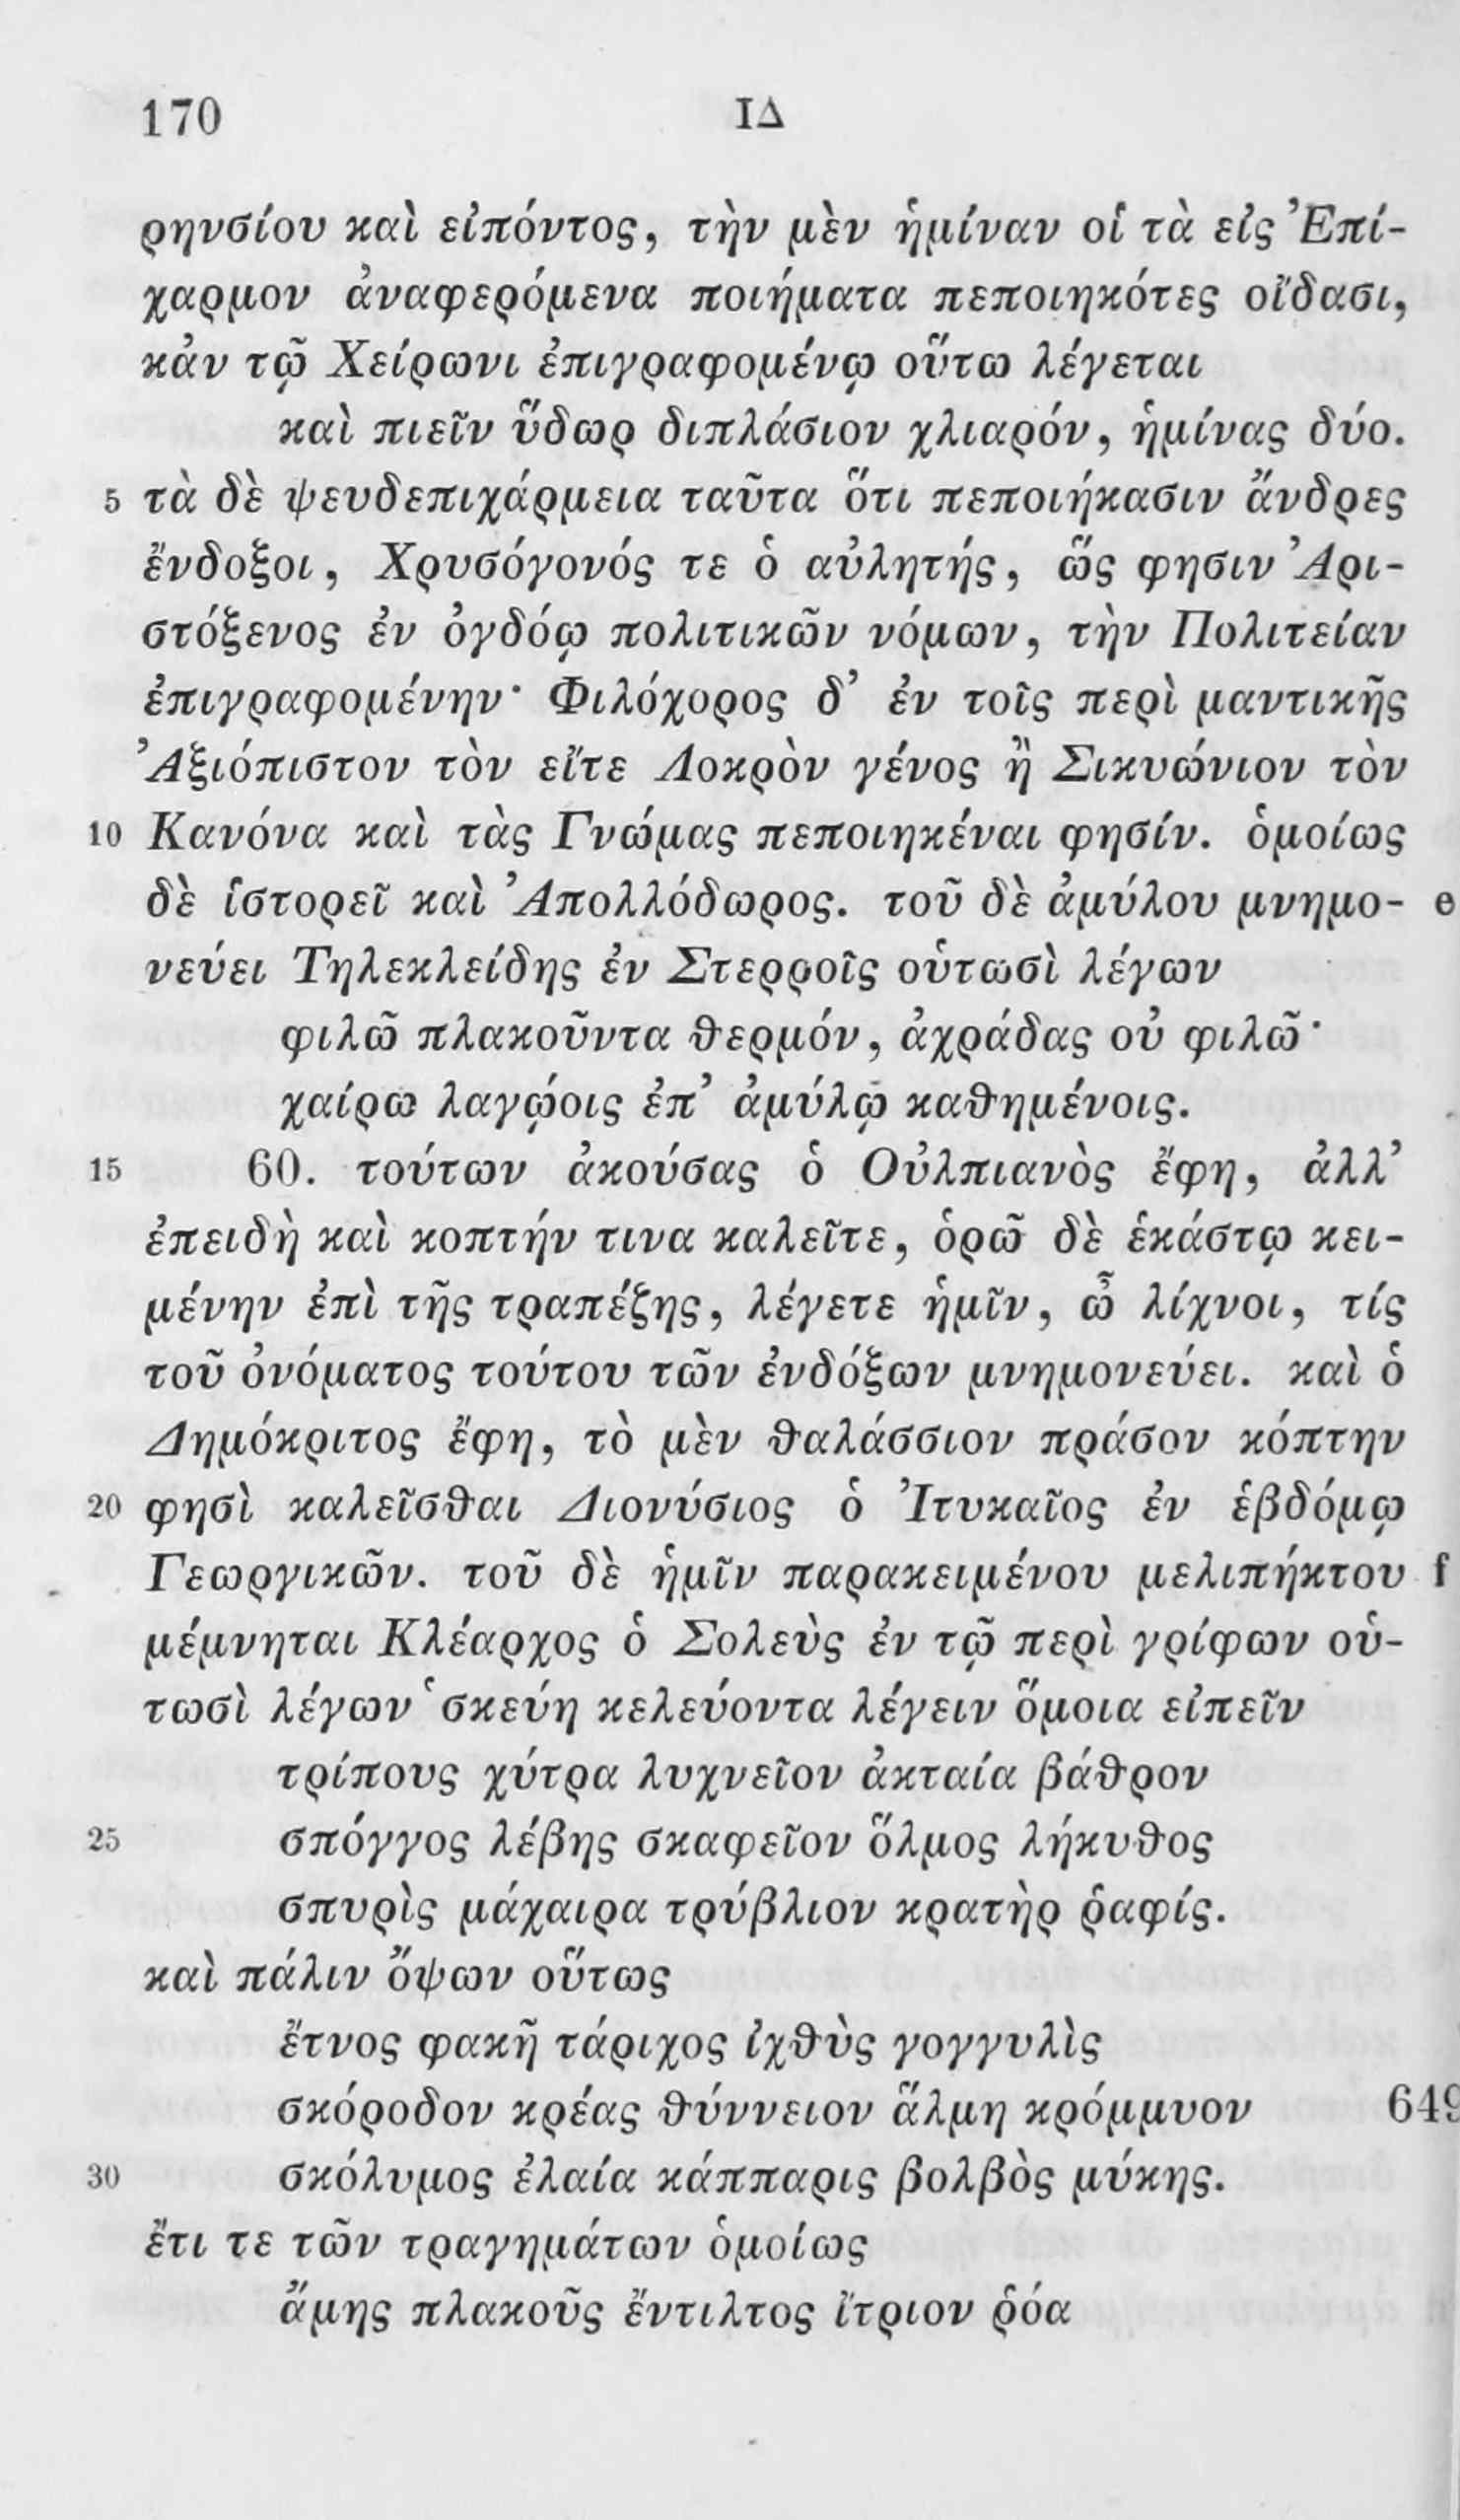 170 ΙΔ
ρηνσίου καὶ εἰπόντος, τὴν μὲν ἡμίναν οἱ τὰ εἰς Ἐπί-
χαρμον ἀναφερόμενα ποιήματα πεποιηκότες οἴδασι,
κἀν τῷ Χείρωνι ἐπιγραφομένῳ οὕτω λέγεται
καὶ πιεῖν ὕδωρ διπλάσιον χλιαρόν, ἡμίνας δύο.
5 τὰ δὲ ψευδεπιχάρμεια ταῦτα ὅτι πεποιήκασιν ἄνδρες
ἔνδοξοι, Χρυσόγονός τε ὁ αὐλητής, ὥς φησιν Ἀρι-
στόξενος ἐν ὀγδόῳ πολιτικῶν νόμων, τὴν Πολιτείαν
ἐπιγραφομένην· Φιλόχορος δ’ ἐν τοῖς περὶ μαντικῆς
Ἀξιόπιστον τὸν εἴτε Λοκρὸν γένος ἢ Σικυώνιον τὸν
10 Κανόνα καὶ τὰς Γνώμας πεποιηκέναι φησίν. ὁμοίως
δὲ ἱστορεῖ καὶ Ἀπολλόδωρος. τοῦ δὲ ἀμύλου μνημο- e
νεύει Τηλεκλείδης ἐν Στερροῖς οὑτωσὶ λέγων
φιλῶ πλακοῦντα θερμόν, ἀχράδας οὐ φιλῶ·
χαίρω λαγῴοις ἐπ’ ἀμύλῳ καθημένοις.
15 60. τούτων ἀκούσας ὁ Οὐλπιανὸς ἔφη, ἀλλ’
ἐπειδὴ καὶ κοπτήν τινα καλεῖτε, ὁρῶ δὲ ἑκάστῳ κει-
μένην ἐπὶ τῆς τραπέζης, λέγετε ἡμῖν, ὦ λίχνοι, τίς
τοῦ ὀνόματος τούτου τῶν ἐνδόξων μνημονεύει. καὶ ὁ
Δημόκριτος ἔφη, τὸ μὲν θαλάσσιον πράσον κόπτην
20 φησὶ καλεῖσθαι Διονύσιος ὁ Ἰτυκαῖος ἐν ἑβδόμῳ
Γεωργικῶν. τοῦ δὲ ἡμῖν παρακειμένου μελιπήκτου f
μέμνηται Κλέαρχος ὁ Σολεὺς ἐν τῷ περὶ γρίφων οὑ-
τωσὶ λέγων ‘σκεύη κελεύοντα λέγειν ὅμοια εἰπεῖν
τρίπους χύτρα λυχνεῖον ἀκταία βάθρον
25 σπόγγος λέβης σκαφεῖον ὅλμος λήκυθος
σπυρὶς μάχαιρα τρύβλιον κρατὴρ ῥαφίς.
καὶ πάλιν ὄψων οὕτως
ἔτνος φακῆ τάριχος ἰχθὺς γογγυλὶς
σκόροδον κρέας θύννειον ἅλμη κρόμμυον 649
30 σκόλυμος ἐλαία κάππαρις βολβὸς μύκης.
ἔτι τε τῶν τραγημάτων ὁμοίως
ἄμης πλακοῦς ἔντιλτος ἴτριον ῥόα